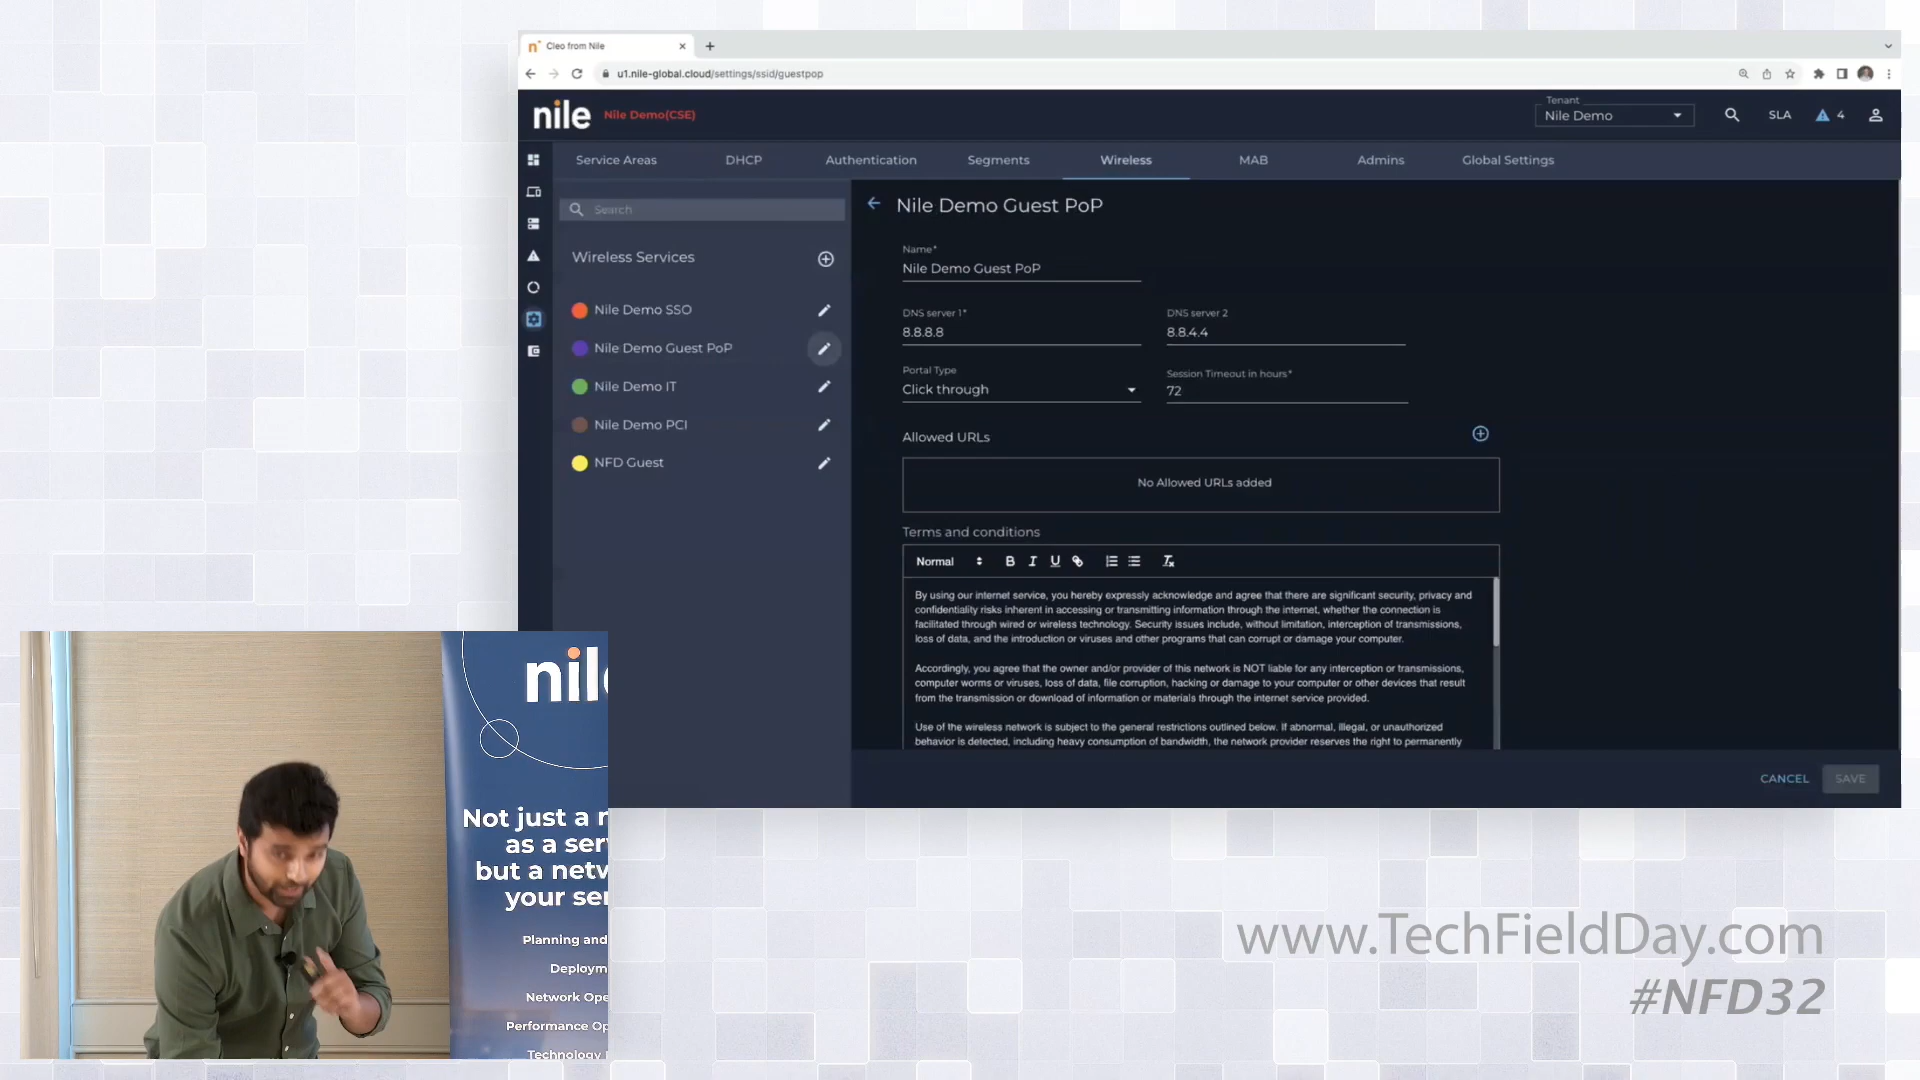 Cleo from Nile
u1.nile-global.cloud/settings/ssid/guestpop
nile
Nile Demo(CSE)
Tenant
Nile Demo
SLA
4
Service Areas
DHCP
Authentication
Segments
Wireless
MAB
Admins
Global Settings
Search
Wireless Services
Nile Demo SSO
Nile Demo Guest PoP
Nile Demo IT
Nile Demo PCI
NFD Guest
Nile Demo Guest PoP
Name*
Nile Demo Guest PoP
DNS server 1*
8.8.8.8
DNS server 2
8.8.4.4
Portal Type
Click through
Session Timeout in hours*
72
Allowed URLs
No Allowed URLs added
Terms and conditions
Normal
B I U
By using our internet service, you hereby expressly acknowledge and agree that there are significant security, privacy and
confidentiality risks inherent in accessing or transmitting information through the internet, whether the connection is
facilitated through wired or wireless technology. Security issues include, without limitation, interception of transmissions,
loss of data, and the introduction or viruses and other programs that can corrupt or damage your computer.
Accordingly, you agree that the owner and/or provider of this network is NOT liable for any interception or transmissions,
computer worms or viruses, loss of data, file corruption, hacking or damage to your computer or other devices that result
from the transmission or download of information or materials through the internet service provided.
Use of the wireless network is subject to the general restrictions outlined below. If abnormal, illegal, or unauthorized
behavior is detected, including heavy consumption of bandwidth, the network provider reserves the right to permanently
CANCEL
SAVE
nile
Not just a n
as a serv
but a netw
your ser
Planning and
Deploym
Network Ope
Performance Op
Technology
www.TechFieldDay.com
#NFD32